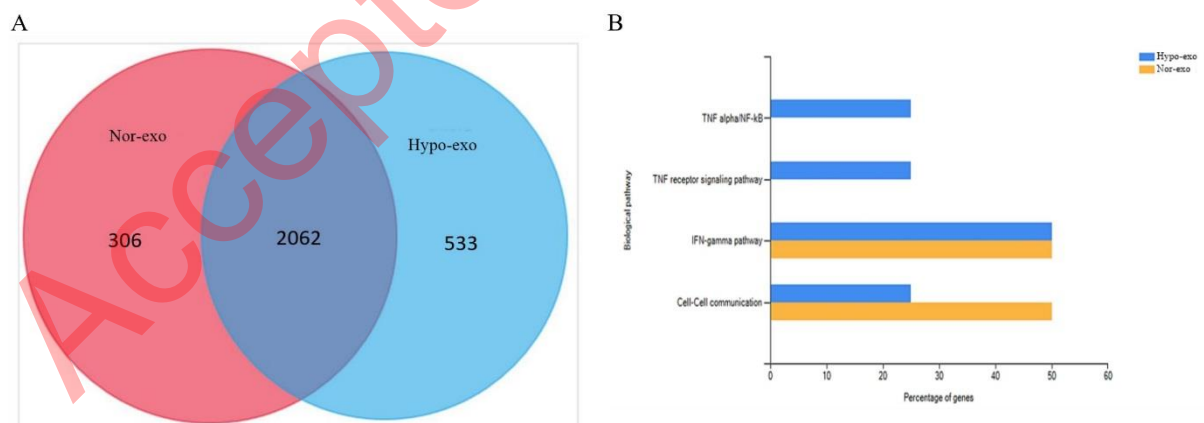 A
Nor-exo
Hypo-exo
306
2062
533
Accepte
B
Hypo-exo
Nor-exo
TNF alpha/NF-kB
TNF receptor signaling pathway
IFN-gamma pathway
Cell-Cell communication
Biological pathway
0 10 20 30 40 50 60
Percentage of genes